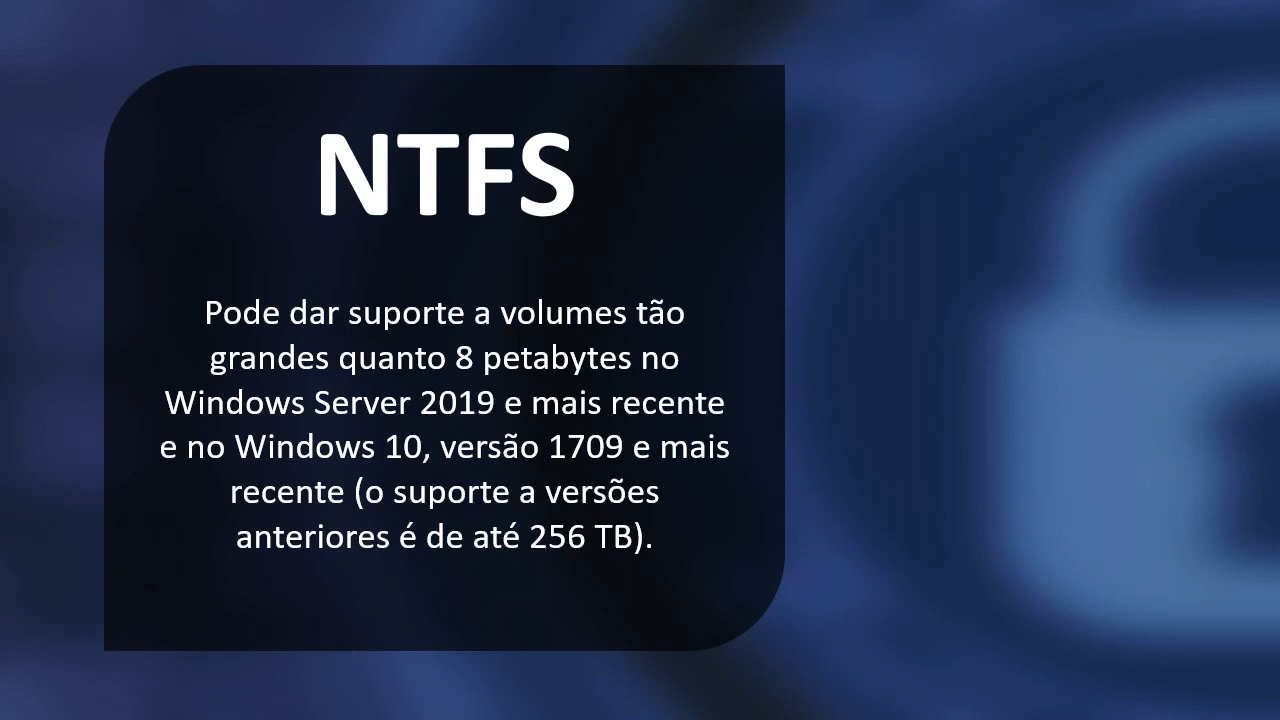 NTFS
Pode dar suporte a volumes tão
grandes quanto 8 petabytes no
Windows Server 2019 e mais recente
e no Windows 10, versão 1709 e mais
recente (o suporte a versões
anteriores é de até 256 TB).